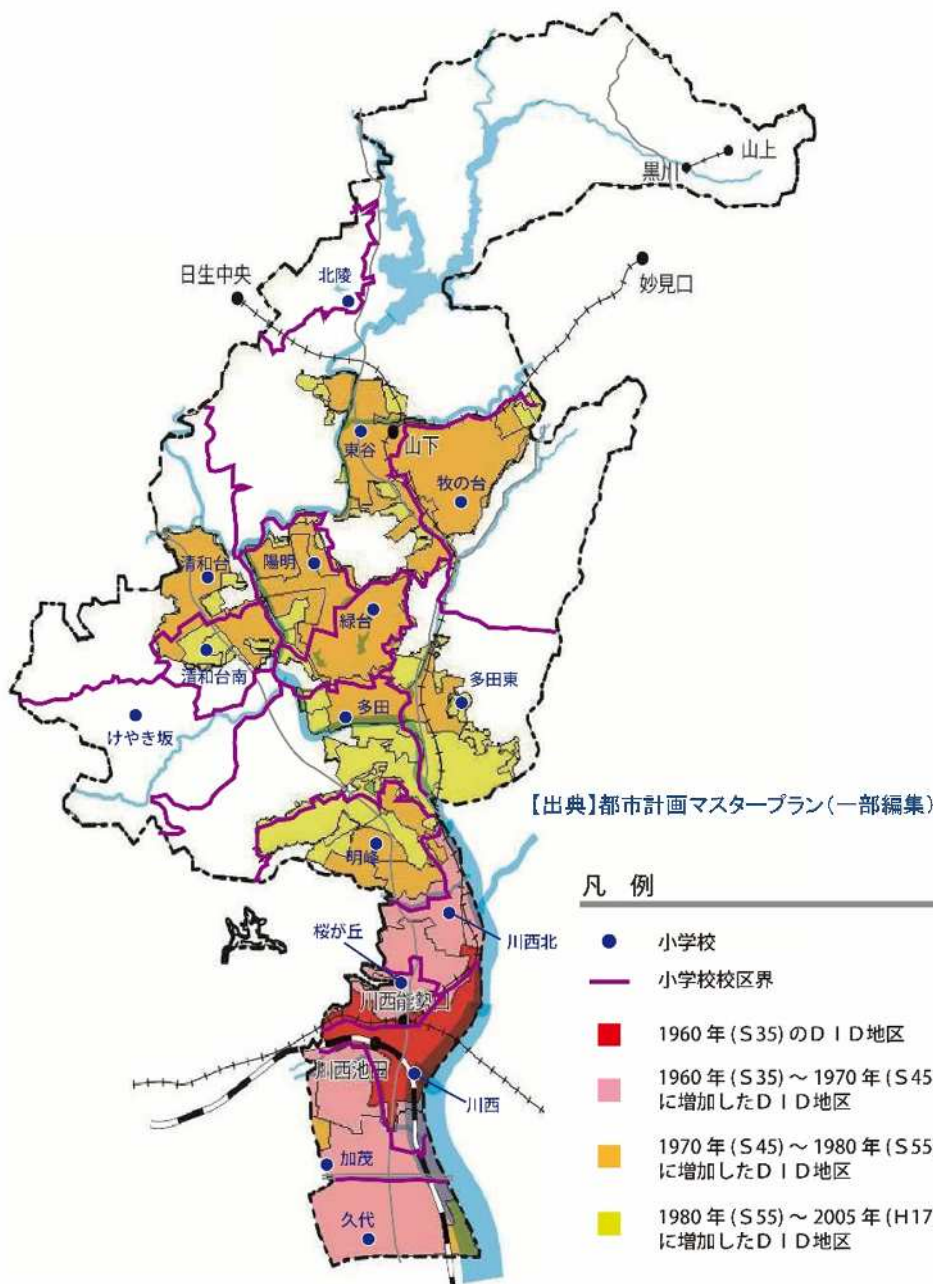 山上
黒川
妙見口
日生中央
北陵
東谷
山下
牧の台
清和台
陽明
緑台
清和台南
多田東
多田
けやき坂
【出典】都市計画マスタープラン(一部編集)
明峰
凡 例
桜が丘
川西北
小学校
川西能勢口
小学校校区界
1960年(S35)のDID地区
川西池田
川西
1960年(S35)～1970年(S45
に増加したDID地区
加茂
1970年(S45)～1980年(S55
に増加したDID地区
久代
1980年(S55)～2005年(H17
に増加したDID地区